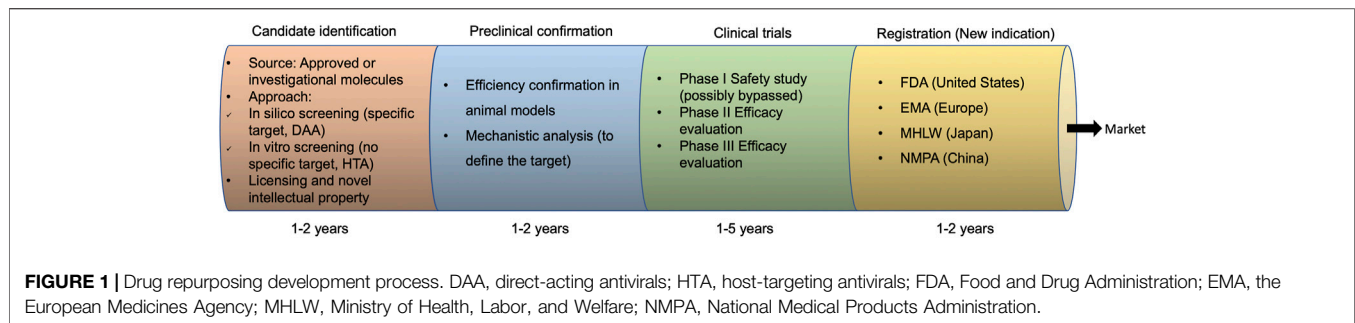 Candidate identification
Preclinical confirmation
Clinical trials
Registration (New indication)
• Source: Approved or
investigational molecules
• Approach:
✓ In silico screening (specific
target, DAA)
✓ In vitro screening (no
specific target, HTA)
• Licensing and novel
intellectual property
• Efficiency confirmation in
animal models
• Mechanistic analysis (to
define the target)
• Phase I Safety study
(possibly bypassed)
• Phase II Efficacy
evaluation
• Phase III Efficacy
evaluation
• FDA (United States)
• EMA (Europe)
• MHLW (Japan)
• NMPA (China)
Market
1-2 years
1-2 years
1-5 years
1-2 years
FIGURE 1 | Drug repurposing development process. DAA, direct-acting antivirals; HTA, host-targeting antivirals; FDA, Food and Drug Administration; EMA, the
European Medicines Agency; MHLW, Ministry of Health, Labor, and Welfare; NMPA, National Medical Products Administration.